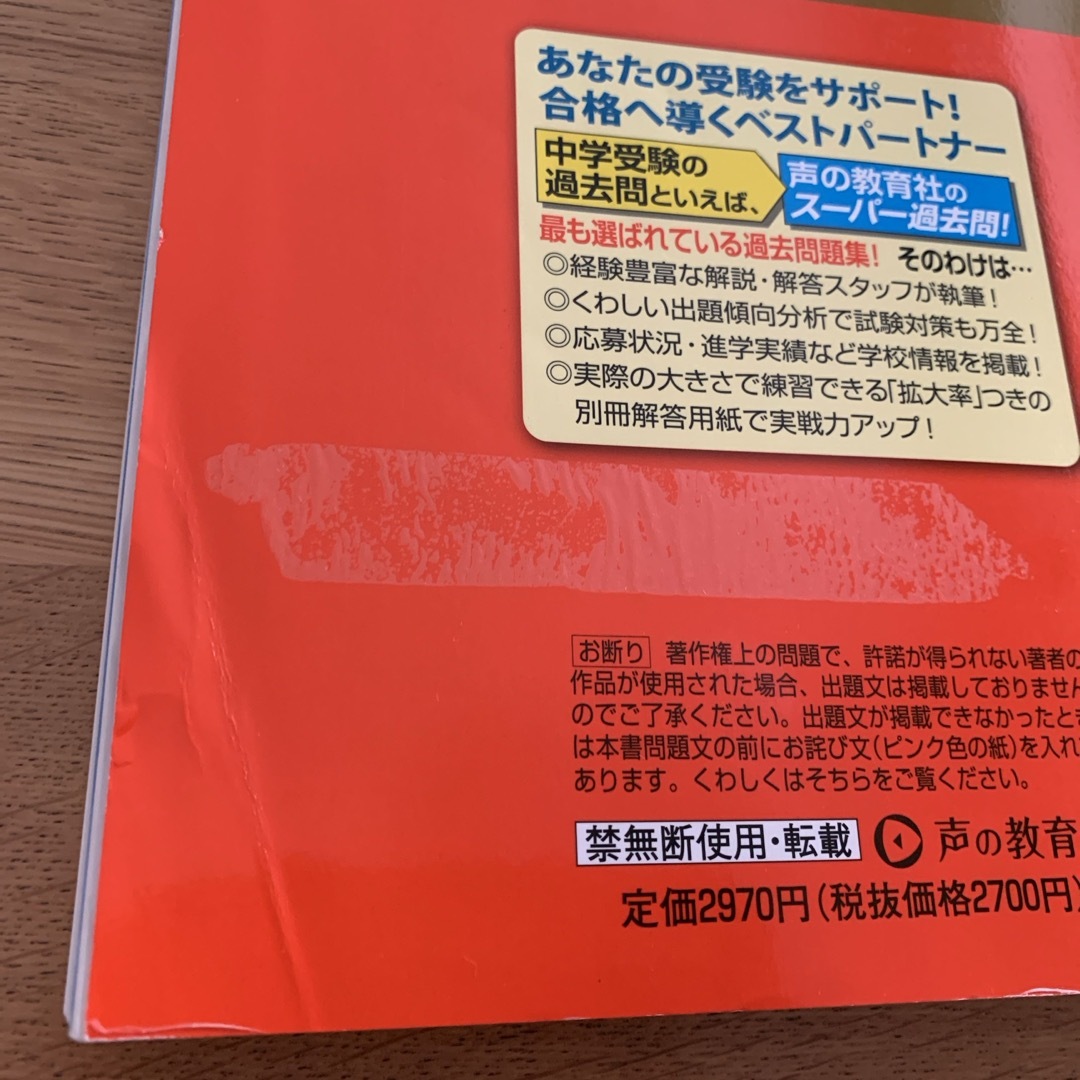 あなたの受験をサポート!
合格へ導くベストパートナー
中学受験の
過去問といえば、
声の教育社の
スーパー過去問!
最も選ばれている過去問題集! そのわけは…
◎経験豊富な解説・解答スタッフが執筆!
◎くわしい出題傾向分析で試験対策も万全!
◎応募状況・進学実績など学校情報を掲載!
◎実際の大きさで練習できる「拡大率」つきの
別冊解答用紙で実戦力アップ!
お断り 著作権上の問題で、許諾が得られない著者の
作品が使用された場合、出題文は掲載しておりません
のでご了承ください。出題文が掲載できなかったとき
は本書問題文の前にお詫び文(ピンク色の紙)を入れて
あります。くわしくはそちらをご覧ください。
禁無断使用・転載 声の教育
定価2970円(税抜価格2700円)